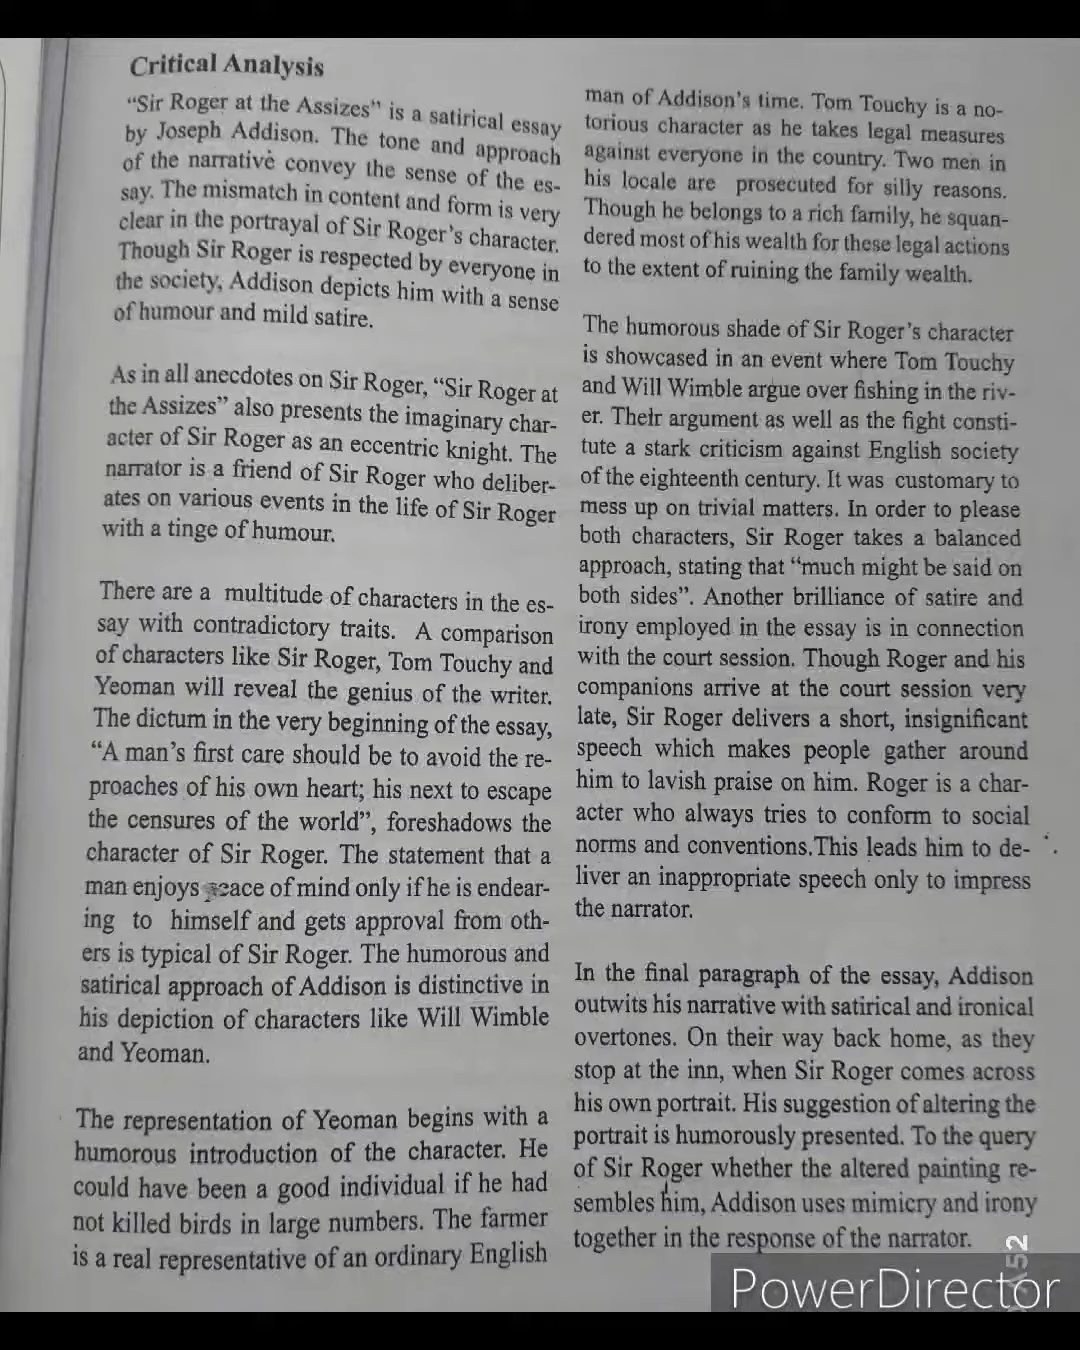 Critical Analysis
"Sir Roger at the Assizes" is a satirical essay
by Joseph Addison. The tone and approach
of the narrative convey the sense of the es-
say. The mismatch in content and form is very
clear in the portrayal of Sir Roger's character.
Though Sir Roger is respected by everyone in
the society, Addison depicts him with a sense
of humour and mild satire.
As in all anecdotes on Sir Roger, "Sir Roger at
the Assizes" also presents the imaginary char-
acter of Sir Roger as an eccentric knight. The
narrator is a friend of Sir Roger who deliber-
ates on various events in the life of Sir Roger
with a tinge of humour.
There are a multitude of characters in the es-
say with contradictory traits. A comparison
of characters like Sir Roger, Tom Touchy and
Yeoman will reveal the genius of the writer.
The dictum in the very beginning of the essay,
"A man's first care should be to avoid the re-
proaches of his own heart; his next to escape
the censures of the world", foreshadows the
character of Sir Roger. The statement that a
man enjoys peace of mind only if he is endear-
ing to himself and gets approval from oth-
ers is typical of Sir Roger. The humorous and
satirical approach of Addison is distinctive in
his depiction of characters like Will Wimble
and Yeoman.
The representation of Yeoman begins with a
humorous introduction of the character. He
could have been a good individual if he had
not killed birds in large numbers. The farmer
is a real representative of an ordinary English
man of Addison's time. Tom Touchy is a no-
torious character as he takes legal measures
against everyone in the country. Two men in
his locale are prosecuted for silly reasons.
Though he belongs to a rich family, he squan-
dered most of his wealth for these legal actions
to the extent of ruining the family wealth.
The humorous shade of Sir Roger's character
is showcased in an event where Tom Touchy
and Will Wimble argue over fishing in the riv-
er. Their argument as well as the fight consti-
tute a stark criticism against English society
of the eighteenth century. It was customary to
mess up on trivial matters. In order to please
both characters, Sir Roger takes a balanced
approach, stating that "much might be said on
both sides". Another brilliance of satire and
irony employed in the essay is in connection
with the court session. Though Roger and his
companions arrive at the court session very
late, Sir Roger delivers a short, insignificant
speech which makes people gather around
him to lavish praise on him. Roger is a char-
acter who always tries to conform to social
norms and conventions.This leads him to de-
liver an inappropriate speech only to impress
the narrator.
In the final paragraph of the essay, Addison
outwits his narrative with satirical and ironical
overtones. On their way back home, as they
stop at the inn, when Sir Roger comes across
his own portrait. His suggestion of altering the
portrait is humorously presented. To the query
of Sir Roger whether the altered painting re-
sembles him, Addison uses mimicry and irony
together in the response of the narrator.
A52
PowerDirector